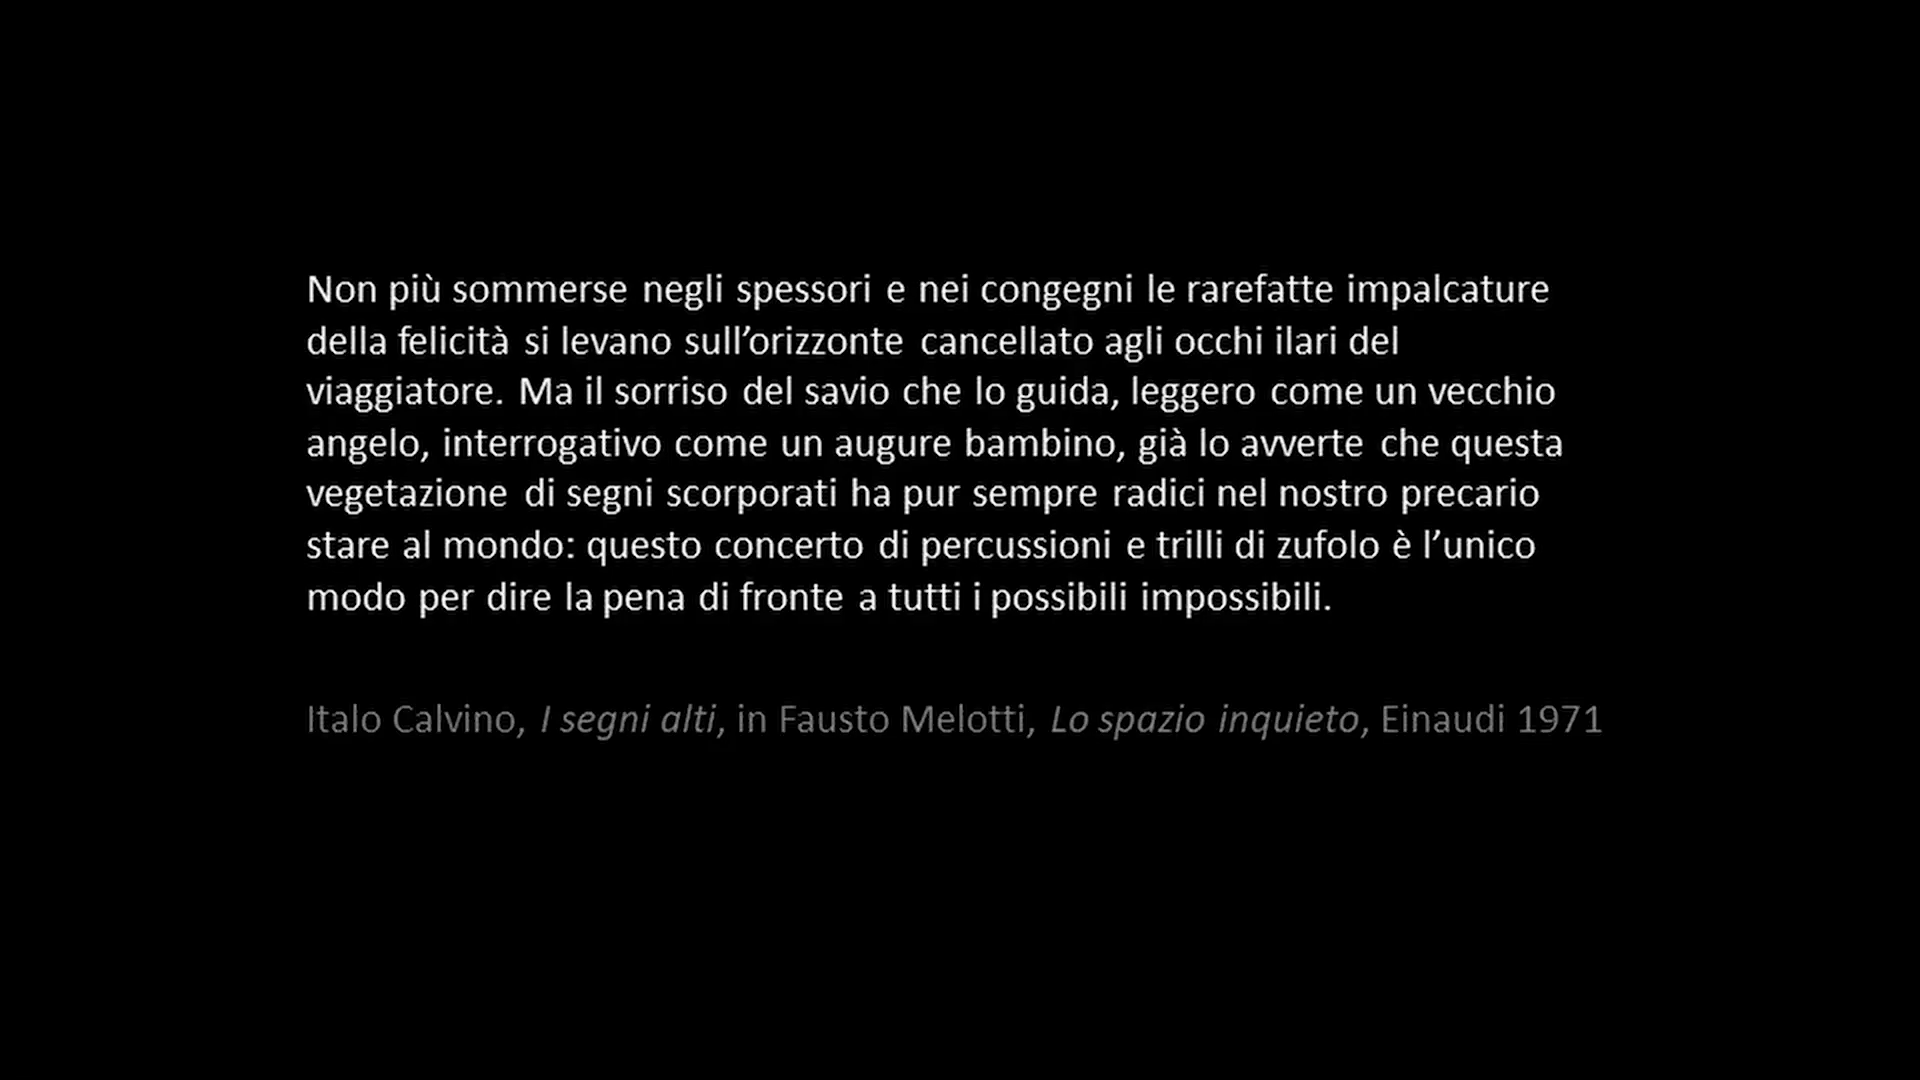 Non più sommerse negli spessori e nei congegni le rarefatte impalcature
della felicità si levano sull’orizzonte cancellato agli occhi ilari del
viaggiatore. Ma il sorriso del savio che lo guida, leggero come un vecchio
angelo, interrogativo come un augure bambino, già lo avverte che questa
vegetazione di segni scorporati ha pur sempre radici nel nostro precario
stare al mondo: questo concerto di percussioni e trilli di zufolo è l’unico
modo per dire la pena di fronte a tutti i possibili impossibili.
Italo Calvino, I segni alti, in Fausto Melotti, Lo spazio inquieto, Einaudi 1971